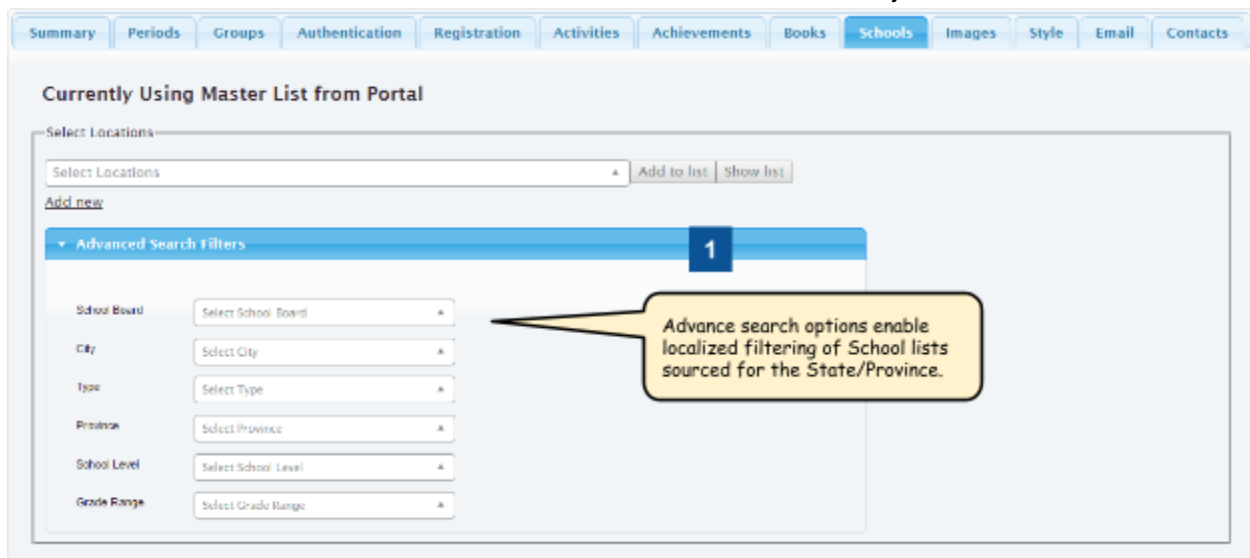 Summary Periods Groups Authentication Registration Activities Achievements Books Schools Images Style Email Contacts
Currently Using Master List from Portal
Select Locations
Select Locations Add to list Show list
Add new
Advanced Search Filters
1
School Board Select School Board
Advance search options enable
localized filtering of School lists
sourced for the State/Province.
City Select City
Type Select Type
Province Select Province
School Level Select School Level
Grade Range Select Grade Range